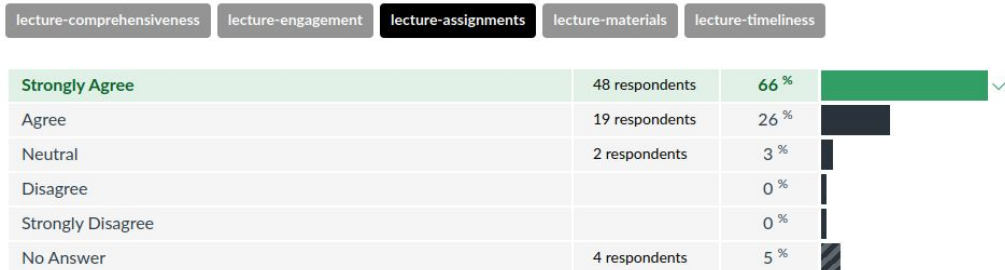 lecture-comprehensiveness lecture-engagement lecture-assignments lecture-materials lecture-timeliness
Strongly Agree 48 respondents 66 %
Agree 19 respondents 26 %
Neutral 2 respondents 3 %
Disagree 0 %
Strongly Disagree 0 %
No Answer 4 respondents 5 %